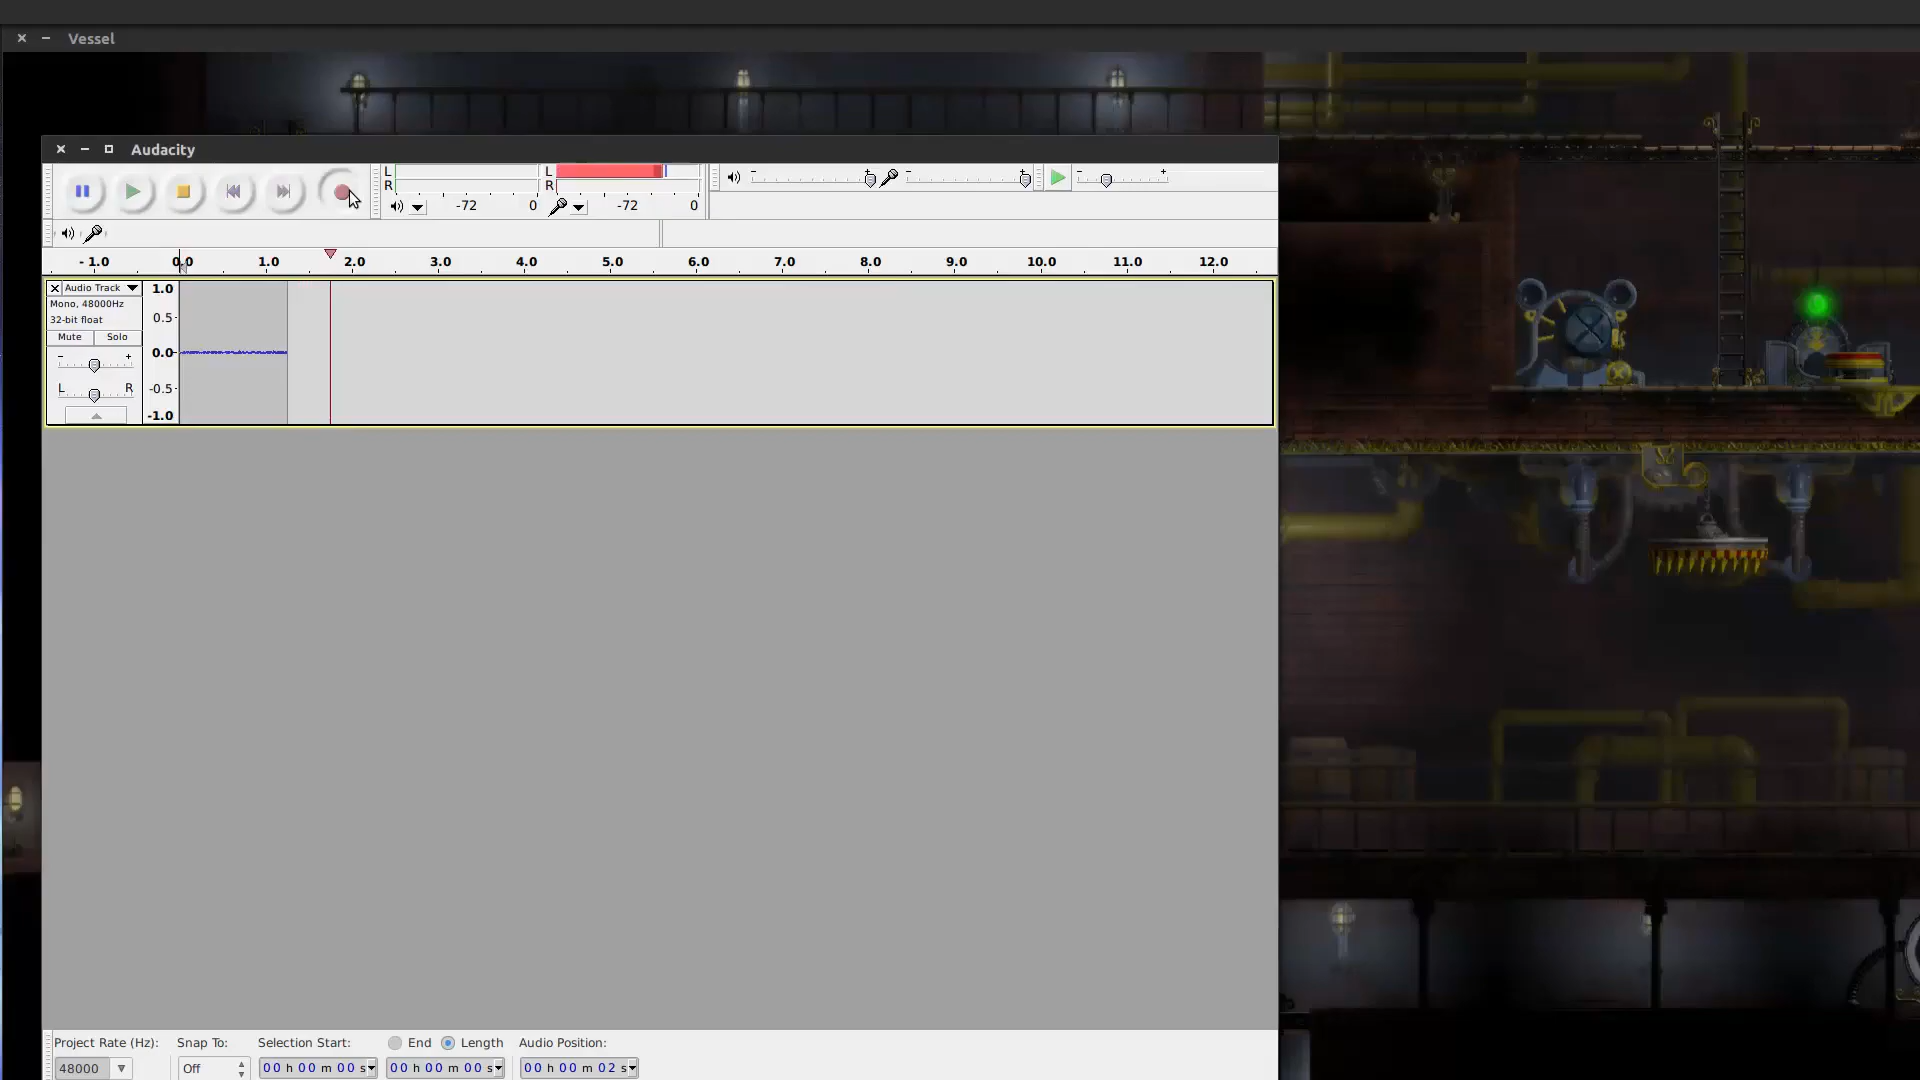 Vessel
Audacity
L
R
-72 0
L
R
-72 0
- +
- +
- +
- 1.0 0.0 1.0 2.0 3.0 4.0 5.0 6.0 7.0 8.0 9.0 10.0 11.0 12.0
Audio Track
Mono, 48000Hz
32-bit float
Mute Solo
- +
L R
1.0
0.5
0.0
-0.5
-1.0
Project Rate (Hz): Snap To: Selection Start: End Length Audio Position:
48000 Off 00 h 00 m 00 s 00 h 00 m 00 s 00 h 00 m 02 s